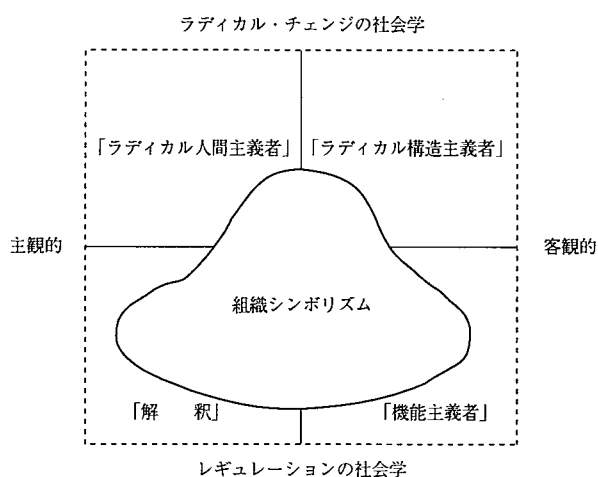 ラディカル・チェンジの社会学
「ラディカル人間主義者」 「ラディカル構造主義者」
主観的 客観的
組織シンボリズム
「解　　釈」 「機能主義者」
レギュレーションの社会学